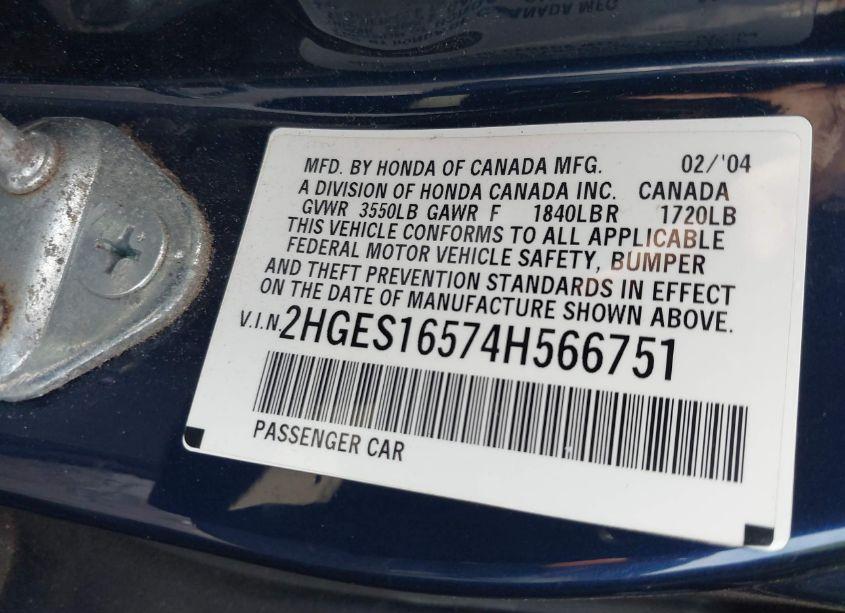 MFD. BY HONDA OF CANADA MFG. 02/'04
A DIVISION OF HONDA CANADA INC. CANADA
GVWR 3550LB GAWR F 1840LB R 1720LB
THIS VEHICLE CONFORMS TO ALL APPLICABLE
FEDERAL MOTOR VEHICLE SAFETY, BUMPER
AND THEFT PREVENTION STANDARDS IN EFFECT
ON THE DATE OF MANUFACTURE SHOWN ABOVE.
V.I.N. 2HGES16574H566751
PASSENGER CAR